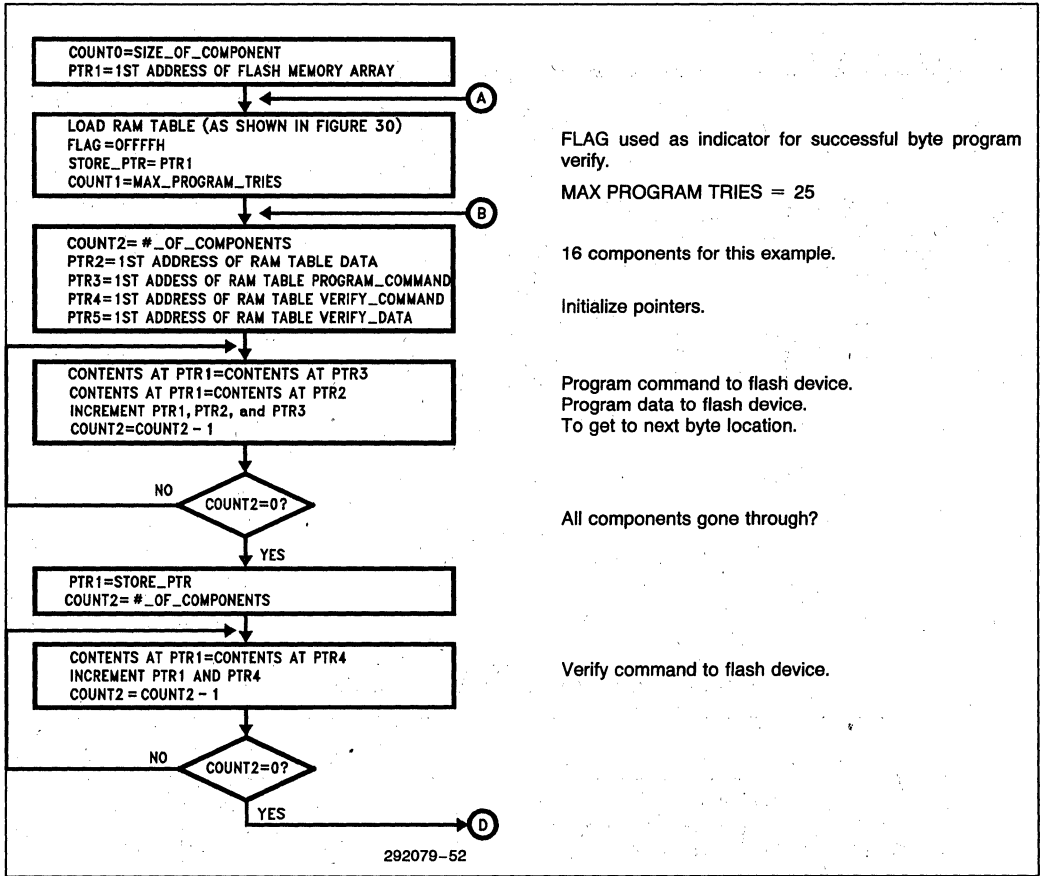 COUNT0=SIZE_OF_COMPONENT
PTR1=1ST ADDRESS OF FLASH MEMORY ARRAY
A
LOAD RAM TABLE (AS SHOWN IN FIGURE 30)
FLAG=0FFFFH
STORE_PTR=PTR1
COUNT1=MAX_PROGRAM_TRIES
FLAG used as indicator for successful byte program
verify.
MAX PROGRAM TRIES = 25
B
COUNT2= #_OF_COMPONENTS
PTR2=1ST ADDRESS OF RAM TABLE DATA
PTR3=1ST ADDESS OF RAM TABLE PROGRAM_COMMAND
PTR4=1ST ADDRESS OF RAM TABLE VERIFY_COMMAND
PTR5=1ST ADDRESS OF RAM TABLE VERIFY_DATA
16 components for this example.
Initialize pointers.
CONTENTS AT PTR1=CONTENTS AT PTR3
CONTENTS AT PTR1=CONTENTS AT PTR2
INCREMENT PTR1, PTR2, and PTR3
COUNT2=COUNT2 - 1
Program command to flash device.
Program data to flash device.
To get to next byte location.
NO
COUNT2=0?
All components gone through?
YES
PTR1=STORE_PTR
COUNT2= #_OF_COMPONENTS
CONTENTS AT PTR1=CONTENTS AT PTR4
INCREMENT PTR1 AND PTR4
COUNT2 = COUNT2 - 1
Verify command to flash device.
NO
COUNT2=0?
YES
D
292079-52